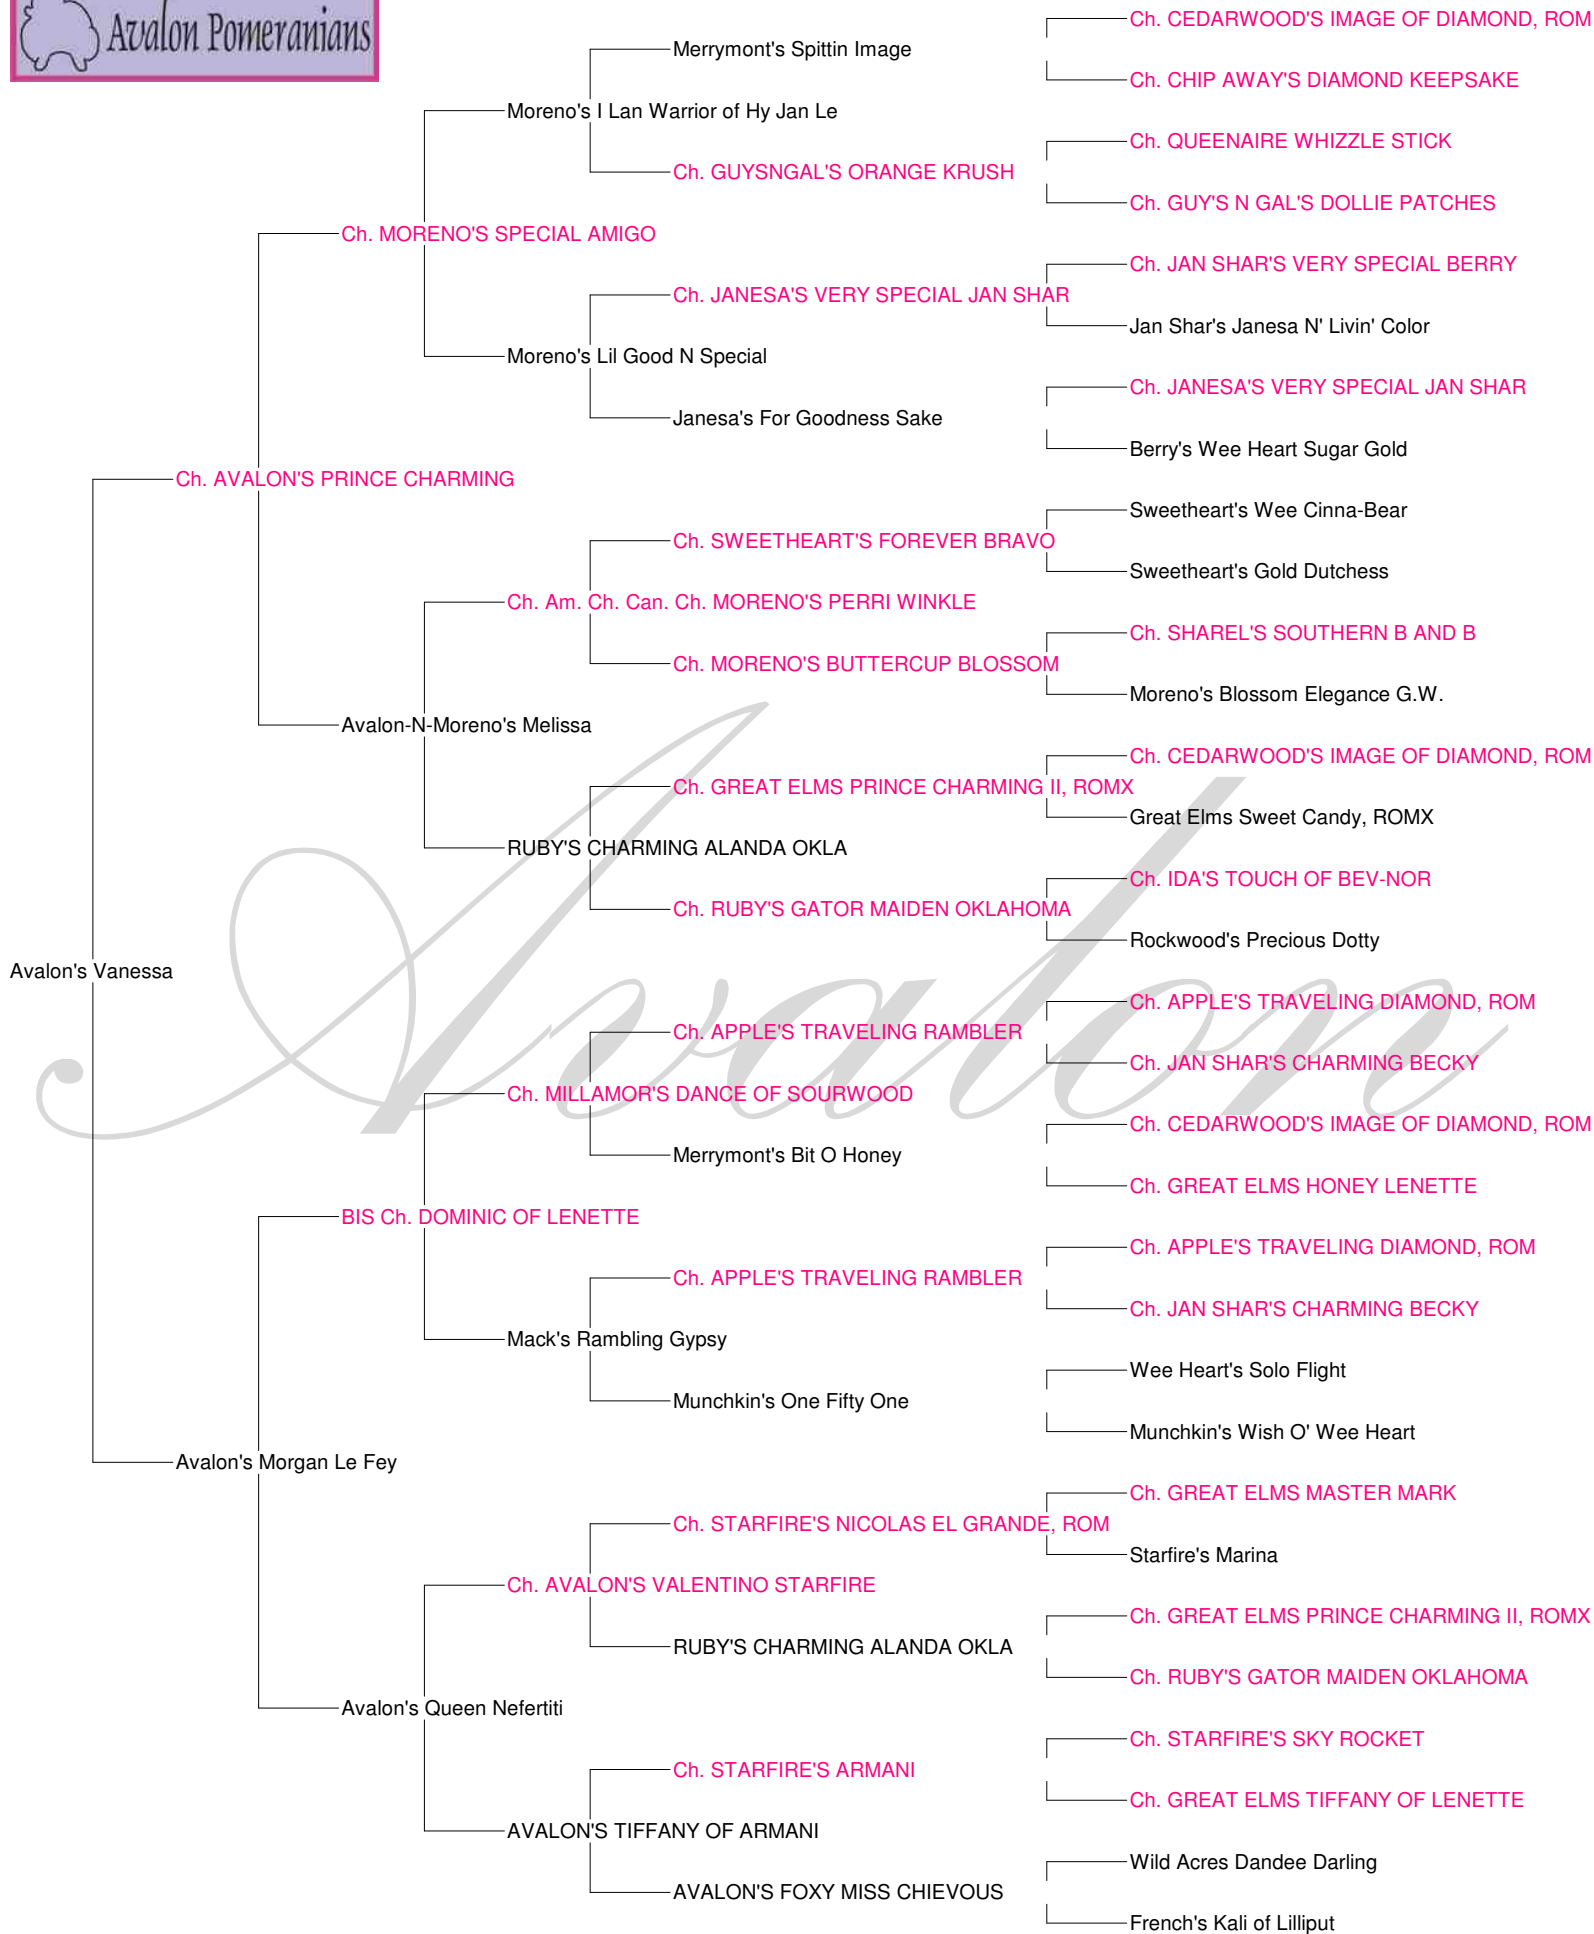 Avalon Pomeranians
Ch. CEDARWOOD'S IMAGE OF DIAMOND, ROM
Merrymont's Spittin Image
Ch. CHIP AWAY'S DIAMOND KEEPSAKE
Moreno's I Lan Warrior of Hy Jan Le
Ch. QUEENAIRE WHIZZLE STICK
Ch. GUYSNGAL'S ORANGE KRUSH
Ch. GUY'S N GAL'S DOLLIE PATCHES
Ch. MORENO'S SPECIAL AMIGO
Ch. JAN SHAR'S VERY SPECIAL BERRY
Ch. JANESA'S VERY SPECIAL JAN SHAR
Jan Shar's Janesa N' Livin' Color
Moreno's Lil Good N Special
Ch. JANESA'S VERY SPECIAL JAN SHAR
Janesa's For Goodness Sake
Berry's Wee Heart Sugar Gold
Ch. AVALON'S PRINCE CHARMING
Sweetheart's Wee Cinna-Bear
Ch. SWEETHEART'S FOREVER BRAVO
Sweetheart's Gold Dutchess
Ch. Am. Ch. Can. Ch. MORENO'S PERRI WINKLE
Ch. SHAREL'S SOUTHERN B AND B
Ch. MORENO'S BUTTERCUP BLOSSOM
Moreno's Blossom Elegance G.W.
Avalon-N-Moreno's Melissa
Ch. CEDARWOOD'S IMAGE OF DIAMOND, ROM
Ch. GREAT ELMS PRINCE CHARMING II, ROMX
Great Elms Sweet Candy, ROMX
RUBY'S CHARMING ALANDA OKLA
Ch. IDA'S TOUCH OF BEV-NOR
Ch. RUBY'S GATOR MAIDEN OKLAHOMA
Rockwood's Precious Dotty
Avalon's Vanessa
Avalon
Ch. APPLE'S TRAVELING DIAMOND, ROM
Ch. APPLE'S TRAVELING RAMBLER
Ch. JAN SHAR'S CHARMING BECKY
Ch. MILLAMOR'S DANCE OF SOURWOOD
Ch. CEDARWOOD'S IMAGE OF DIAMOND, ROM
Merrymont's Bit O Honey
Ch. GREAT ELMS HONEY LENETTE
BIS Ch. DOMINIC OF LENETTE
Ch. APPLE'S TRAVELING DIAMOND, ROM
Ch. APPLE'S TRAVELING RAMBLER
Ch. JAN SHAR'S CHARMING BECKY
Mack's Rambling Gypsy
Wee Heart's Solo Flight
Munchkin's One Fifty One
Munchkin's Wish O' Wee Heart
Avalon's Morgan Le Fey
Ch. GREAT ELMS MASTER MARK
Ch. STARFIRE'S NICOLAS EL GRANDE, ROM
Starfire's Marina
Ch. AVALON'S VALENTINO STARFIRE
Ch. GREAT ELMS PRINCE CHARMING II, ROMX
RUBY'S CHARMING ALANDA OKLA
Ch. RUBY'S GATOR MAIDEN OKLAHOMA
Avalon's Queen Nefertiti
Ch. STARFIRE'S SKY ROCKET
Ch. STARFIRE'S ARMANI
Ch. GREAT ELMS TIFFANY OF LENETTE
AVALON'S TIFFANY OF ARMANI
Wild Acres Dandee Darling
AVALON'S FOXY MISS CHIEVOUS
French's Kali of Lilliput